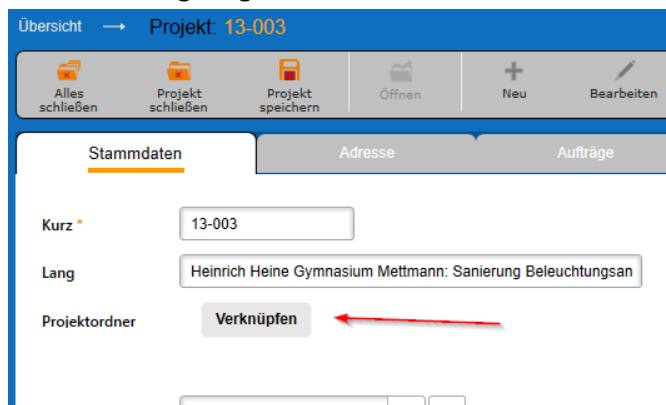 Übersicht → Projekt: 13-003
Alles schließen
Projekt schließen
Projekt speichern
Öffnen
Neu
Bearbeiten
Stammdaten
Adresse
Aufträge
Kurz *
13-003
Lang
Heinrich Heine Gymnasium Mettmann: Sanierung Beleuchtungsan
Projektordner
Verknüpfen